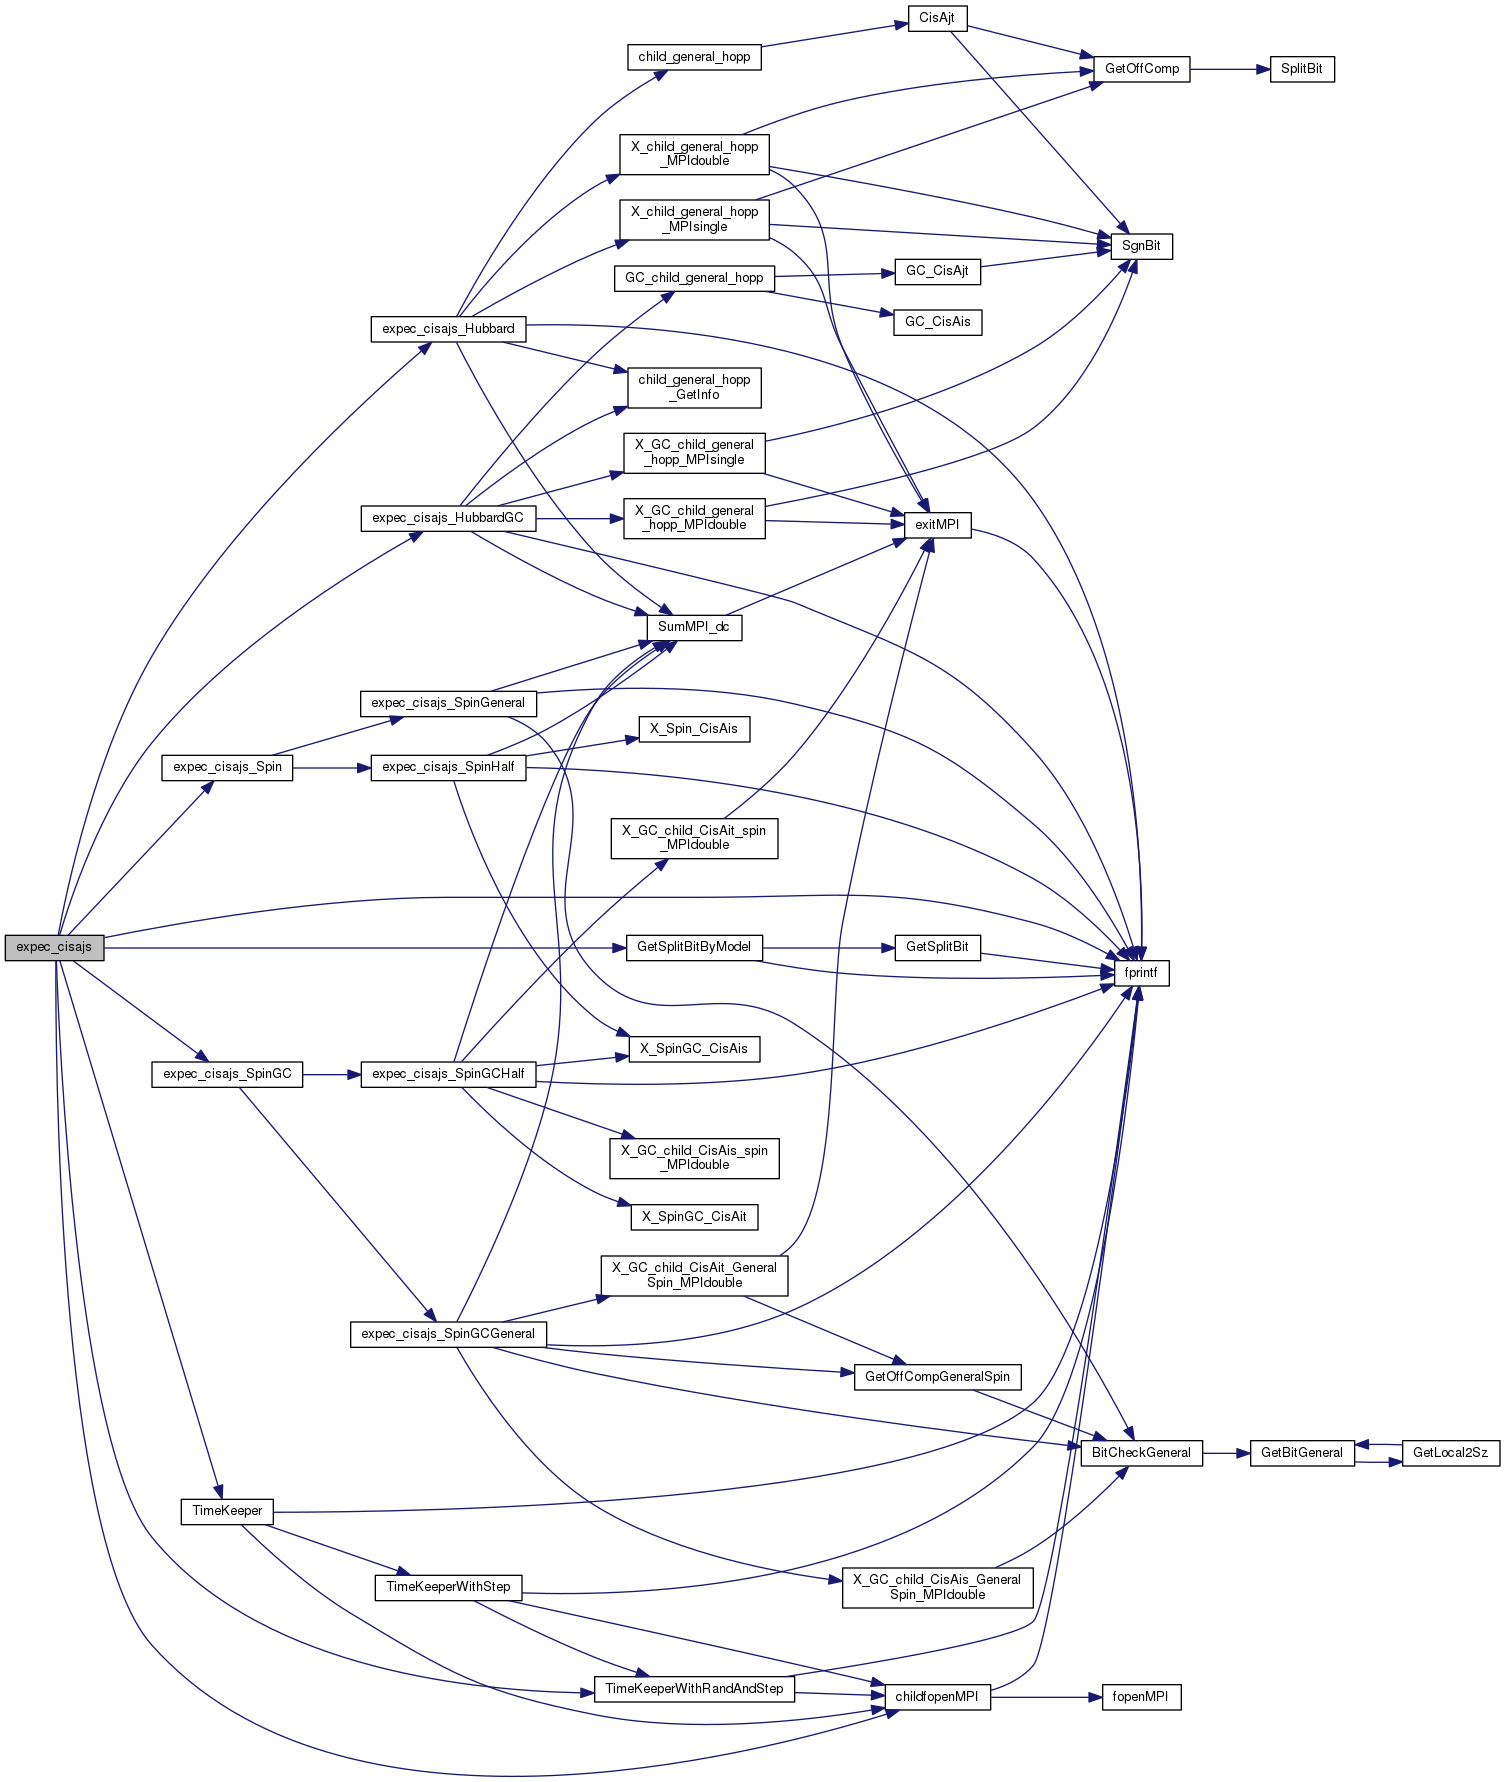 CisAjt
child_general_hopp
GetOffComp
SplitBit
X_child_general_hopp
_MPIdouble
X_child_general_hopp
_MPIsingle
SgnBit
GC_child_general_hopp
GC_CisAjt
GC_CisAis
expec_cisajs_Hubbard
child_general_hopp
_GetInfo
X_GC_child_general
_hopp_MPIsingle
expec_cisajs_HubbardGC
X_GC_child_general
_hopp_MPIdouble
exitMPI
SumMPI_dc
expec_cisajs_SpinGeneral
X_Spin_CisAis
expec_cisajs_Spin
expec_cisajs_SpinHalf
X_GC_child_CisAit_spin
_MPIdouble
expec_cisajs
GetSplitBitByModel
GetSplitBit
fprintf
X_SpinGC_CisAis
expec_cisajs_SpinGC
expec_cisajs_SpinGCHalf
X_GC_child_CisAis_spin
_MPIdouble
X_SpinGC_CisAit
X_GC_child_CisAit_General
Spin_MPIdouble
expec_cisajs_SpinGCGeneral
GetOffCompGeneralSpin
BitCheckGeneral
GetBitGeneral
GetLocal2Sz
TimeKeeper
TimeKeeperWithStep
X_GC_child_CisAis_General
Spin_MPIdouble
TimeKeeperWithRandAndStep
childfopenMPI
fopenMPI